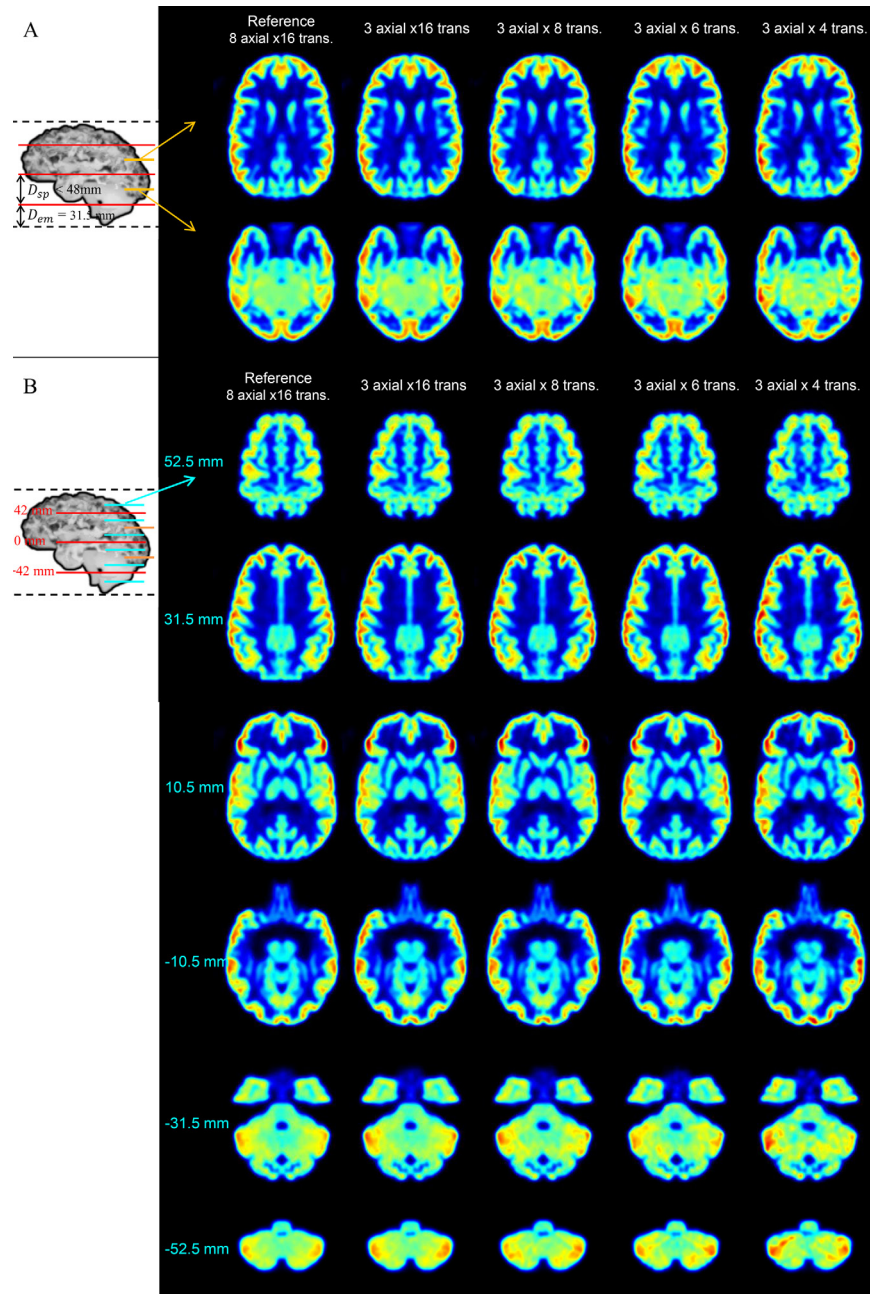 A
Reference
8 axial x16 trans.
3 axial x16 trans
3 axial x 8 trans.
3 axial x 6 trans.
3 axial x 4 trans.
D_sp < 48mm
D_em = 31.5 mm
B
Reference
8 axial x16 trans.
3 axial x16 trans.
3 axial x 8 trans.
3 axial x 6 trans.
3 axial x 4 trans.
52.5 mm
42 mm
0 mm
-42 mm
31.5 mm
10.5 mm
-10.5 mm
-31.5 mm
-52.5 mm